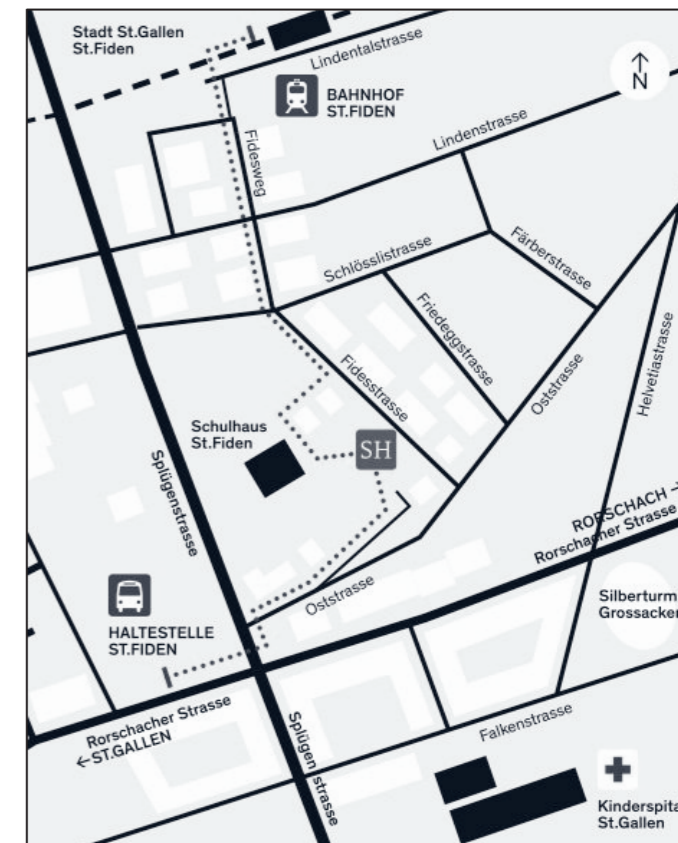 Stadt St.Gallen
St.Fiden
Lindentalstrasse
N
BAHNHOF
ST.FIDEN
Lindenstrasse
Fidesweg
Schlösslistrasse
Färberstrasse
Friedeggstrasse
Fidesstrasse
Oststrasse
Helvetiastrasse
Schulhaus
St.Fiden
SH
Splügenstrasse
RORSCHACH →
Rorschacher Strasse
Oststrasse
HALTESTELLE
ST.FIDEN
Silberturm
Grossacker
Rorschacher Strasse
←ST.GALLEN
Splügenstrasse
Falkenstrasse
Kinderspita
St.Gallen